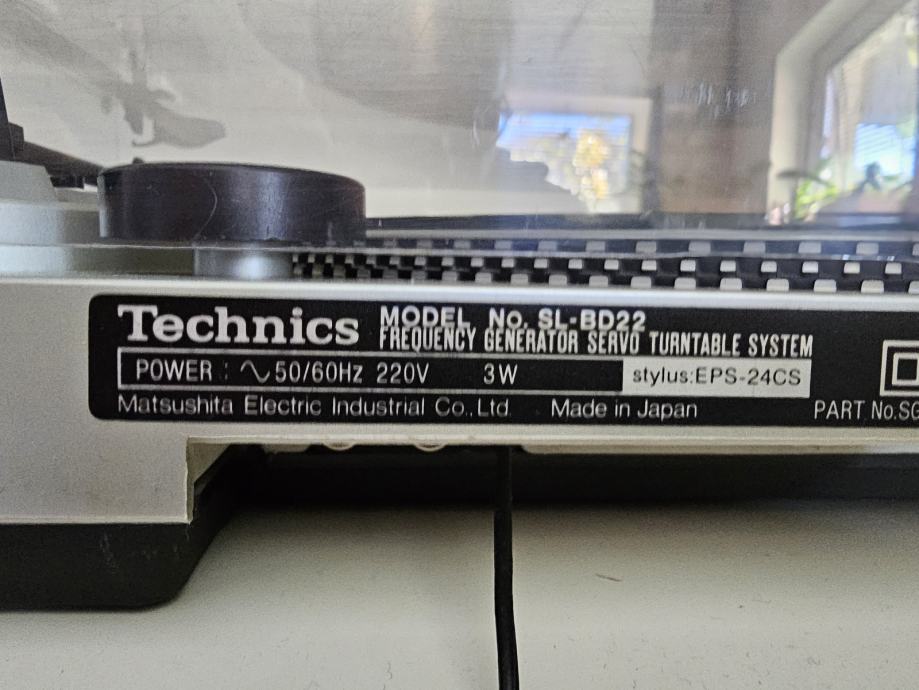 Technics MODEL No. SL-BD22
FREQUENCY GENERATOR SERVO TURNTABLE SYSTEM
POWER : ∿50/60Hz 220V 3W stylus:EPS-24CS
Matsushita Electric Industrial Co.,Ltd. Made in Japan PART No.SG